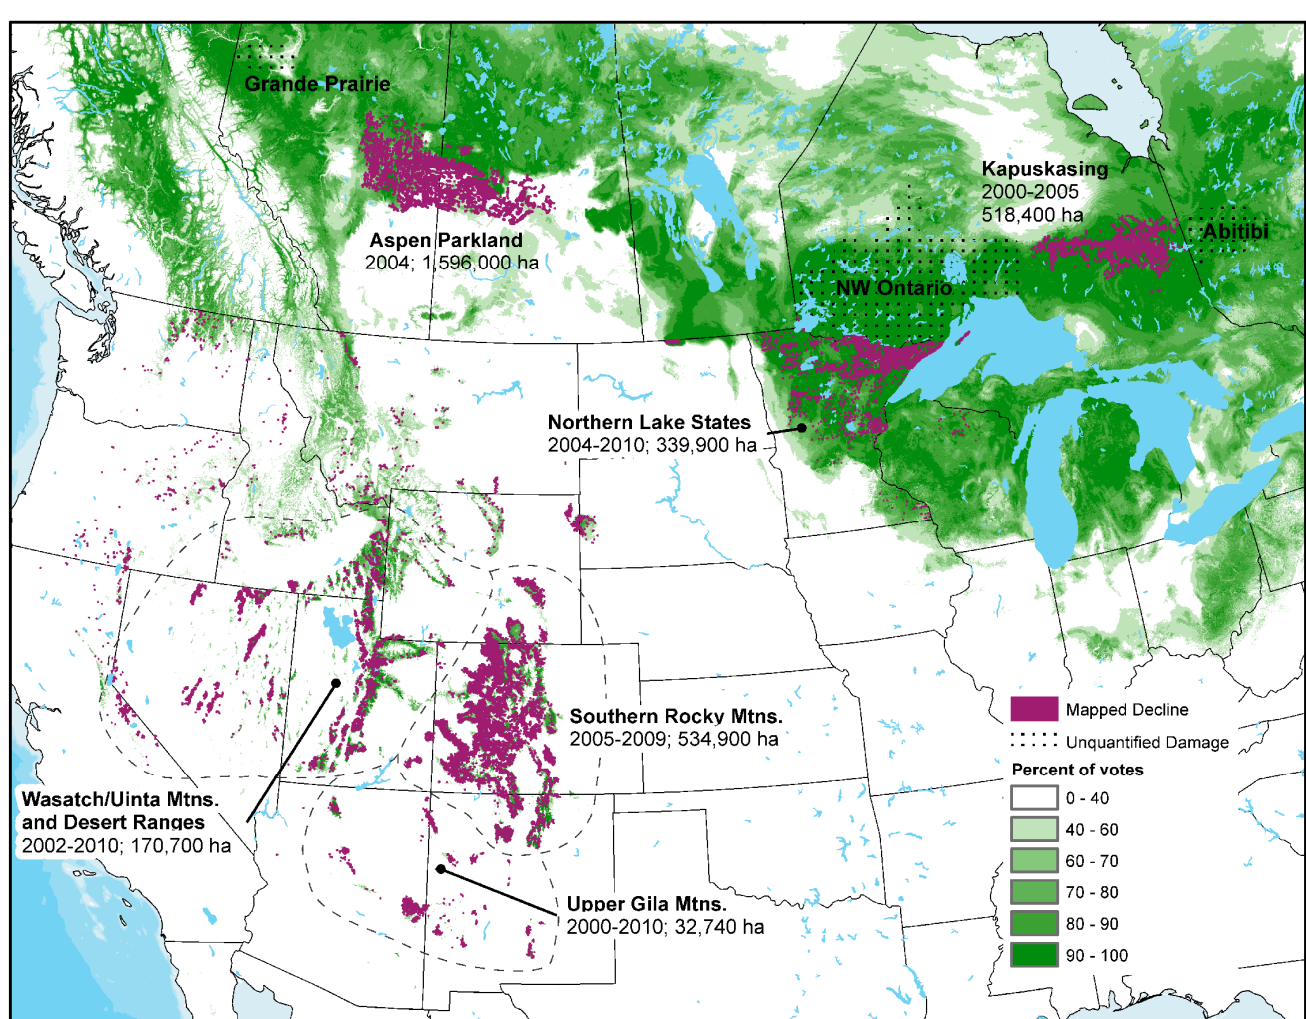 Grande Prairie
Kapuskasing
2000-2005
518,400 ha
Abitibi
Aspen Parkland
2004; 1,596,000 ha
NW Ontario
Northern Lake States
2004-2010; 339,900 ha
Southern Rocky Mtns.
2005-2009; 534,900 ha
Wasatch/Uinta Mtns.
and Desert Ranges
2002-2010; 170,700 ha
Upper Gila Mtns.
2000-2010; 32,740 ha
Mapped Decline
Unquantified Damage
Percent of votes
0 - 40
40 - 60
60 - 70
70 - 80
80 - 90
90 - 100